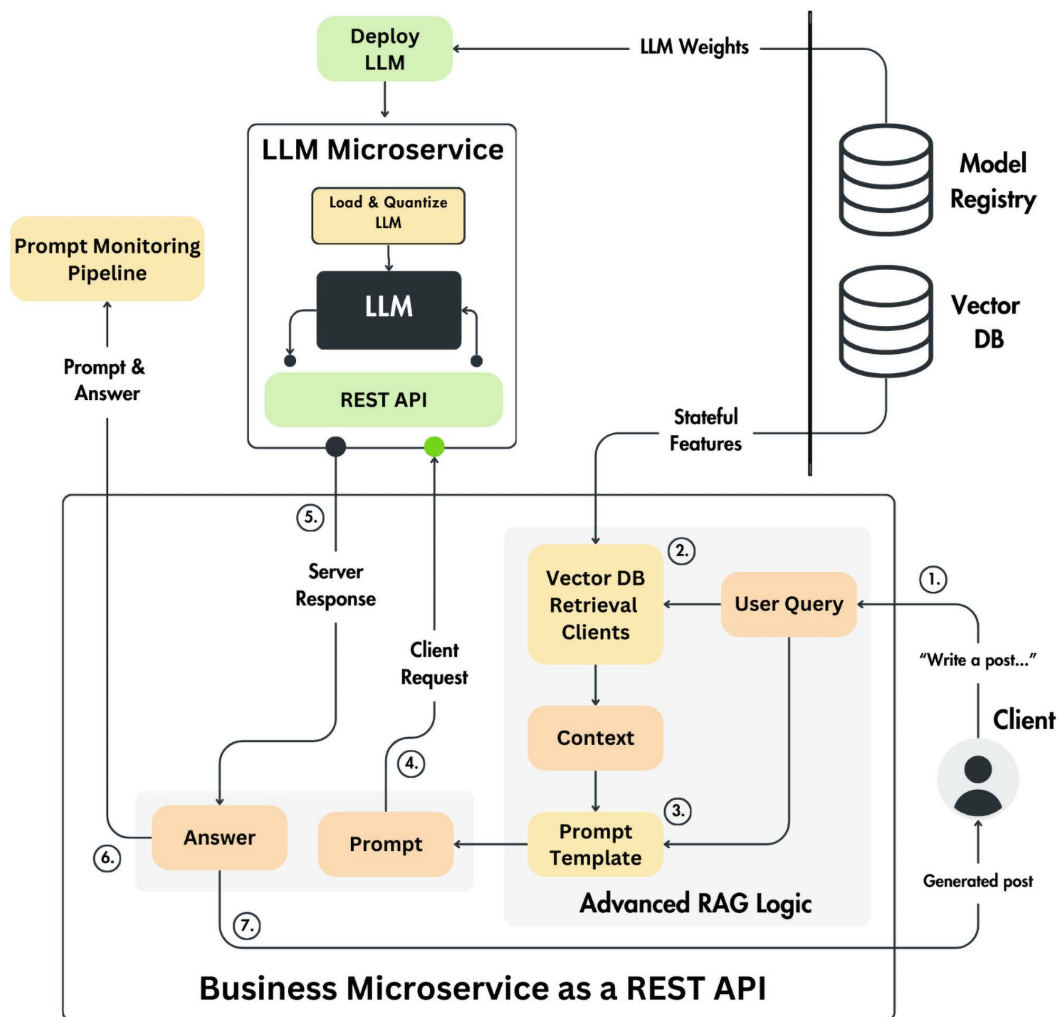 Deploy
LLM
LLM Weights
LLM Microservice
Load & Quantize
LLM
LLM
REST API
Model
Registry
Vector
DB
Prompt Monitoring
Pipeline
Prompt &
Answer
Stateful
Features
5.
Server
Response
Client
Request
4.
2.
Vector DB
Retrieval
Clients
User Query
1.
“Write a post...”
Client
Context
3.
Prompt
Template
Prompt
Answer
6.
7.
Generated post
Advanced RAG Logic
Business Microservice as a REST API